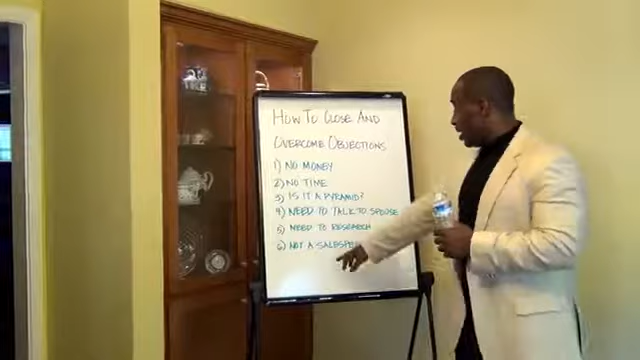 How To Close And
Overcome Objections
1) No Money
2) No Time
3) Is it a Pyramid?
4) Need to talk to spouse
5) Need to research
6) Not a